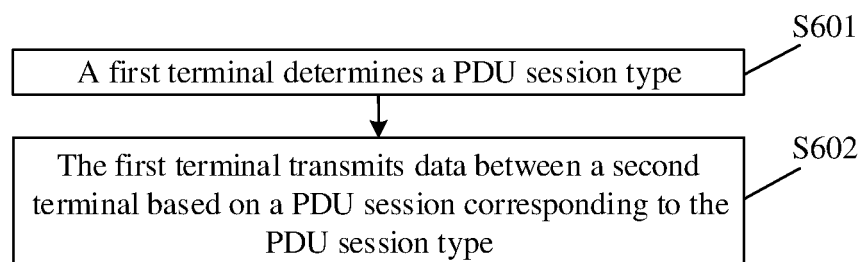 S601
A first terminal determines a PDU session type
S602
The first terminal transmits data between a second
terminal based on a PDU session corresponding to the
PDU session type